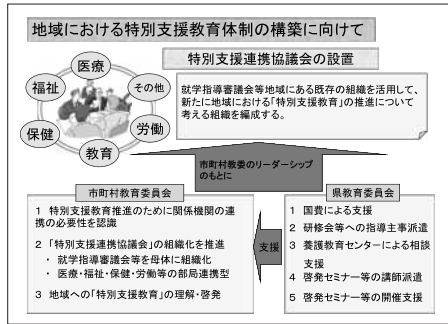 地域における特別支援教育体制の構築に向けて
特別支援連携協議会の設置
医療
福祉
その他
保健
労働
教育
就学指導審議会等地域にある既存の組織を活用して、
新たに地域における「特別支援教育」の推進について
考える組織を編成する。
市町村教委のリーダーシップ
のもとに
市町村教育委員会
1 特別支援教育推進のために関係機関の連
携の必要性を認識
2 「特別支援連携協議会」の組織化を推進
・ 就学指導審議会等を母体に組織化
・ 医療・福祉・保健・労働等の部局連携型
3 地域への「特別支援教育」の理解・啓発
支援
県教育委員会
1 国費による支援
2 研修会等への指導主事派遣
3 養護教育センターによる相談
支援
4 啓発セミナー等の講師派遣
5 啓発セミナー等の開催支援